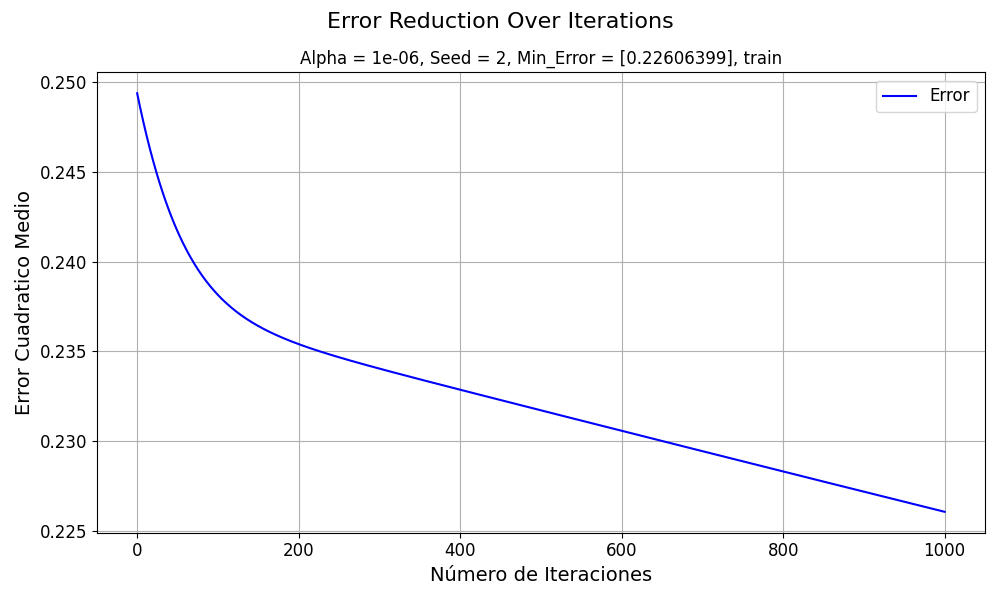 Error Reduction Over Iterations
Alpha = 1e-06, Seed = 2, Min_Error = [0.22606399], train
Error
Error Cuadratico Medio
0.250
0.245
0.240
0.235
0.230
0.225
0 200 400 600 800 1000
Número de Iteraciones